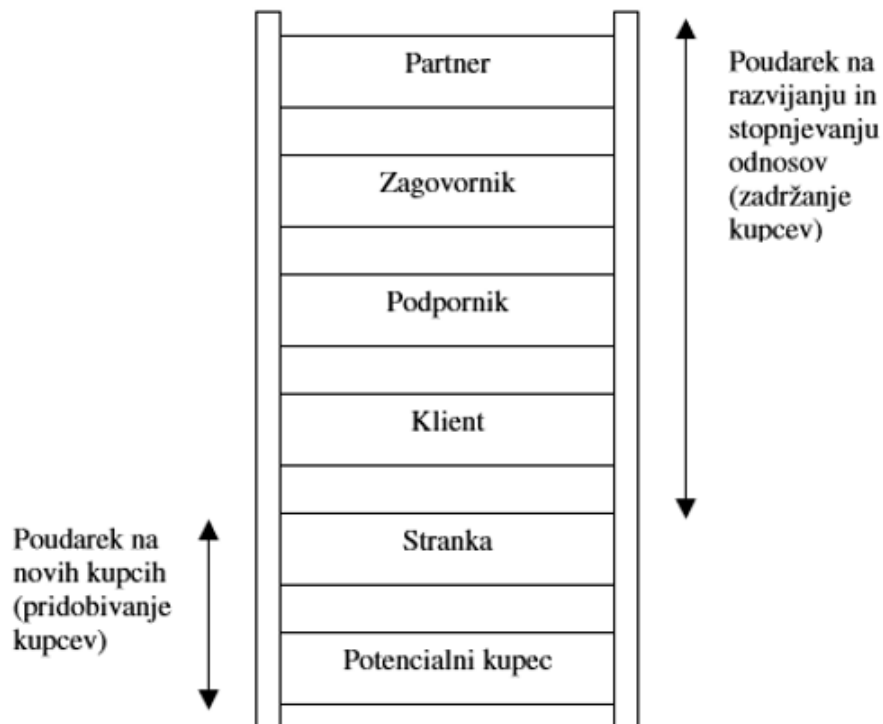 Partner
Zagovornik
Podpornik
Klient
Stranka
Potencialni kupec
Poudarek na
razvijanju in
stopnjevanju
odnosov
(zadržanje
kupcev)
Poudarek na
novih kupcih
(pridobivanje
kupcev)